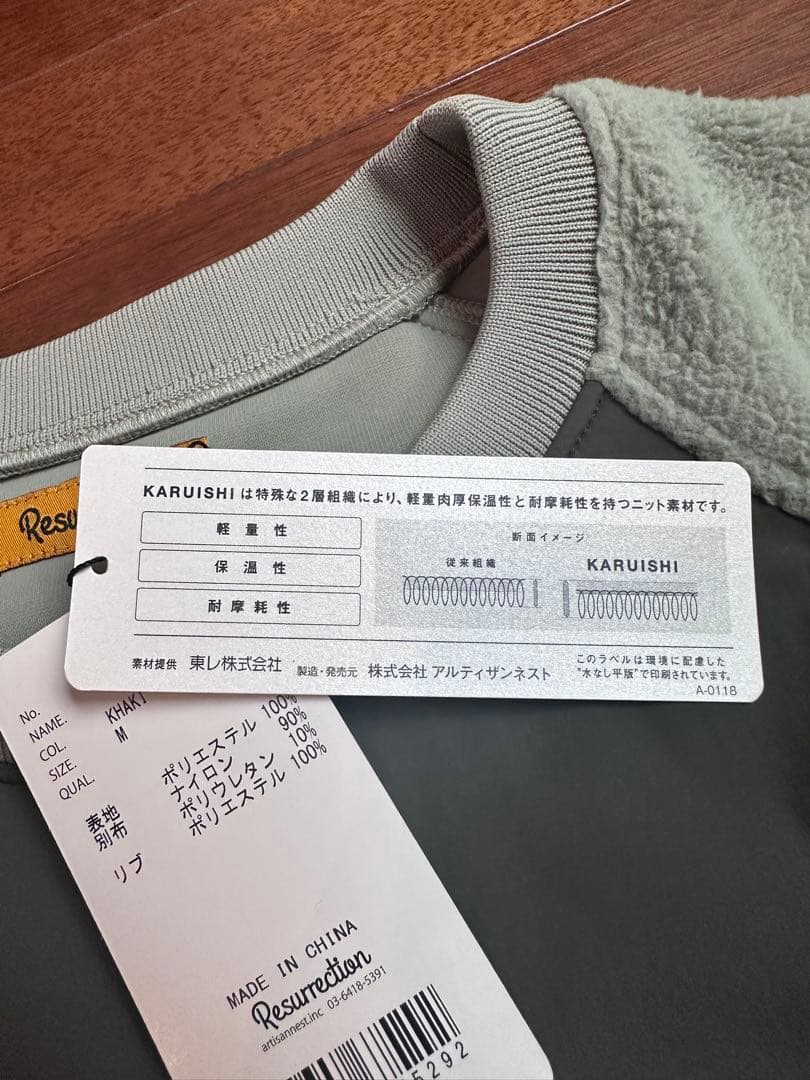 KARUISHIは特殊な2層組織により、軽量肉厚保温性と耐摩耗性を持つニット素材です。
軽量性
保温性
耐摩耗性
断面イメージ
従来組織
KARUISHI
素材提供 東レ株式会社 製造・発売元 株式会社 アルティザンネスト
このラベルは環境に配慮した
"水なし平版"で印刷されています。
A-0118
Resu
No.
NAME.
COL. KHAKI
SIZE. M
QUAL.
表地 ポリエステル 100%
別布 ナイロン 90%
ポリウレタン 10%
リブ ポリエステル 100%
MADE IN CHINA
Resurrection
artisannest.inc 03-6418-5391
5292